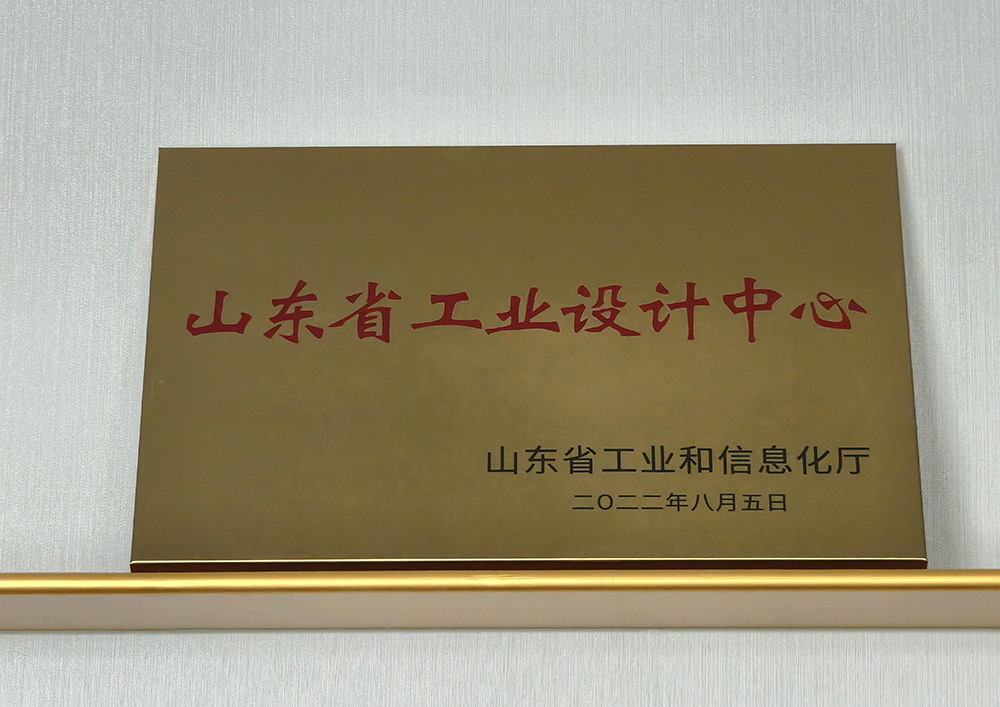 山东省工业设计中心
山东省工业和信息化厅
二〇二二年八月五日